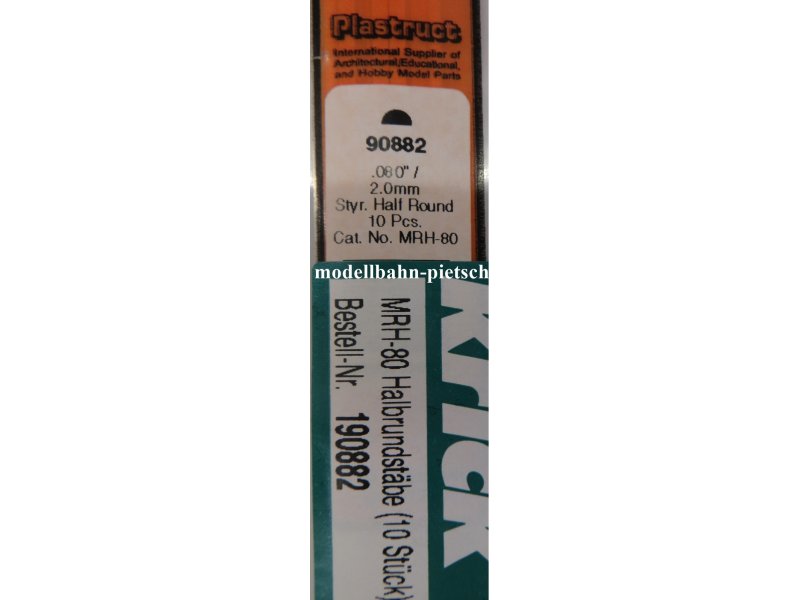 Plastruct
International Supplier of
Architectural,Educational,
and Hobby Model Parts
90882
.080" /
2.0mm
Styr. Half Round
10 Pcs.
Cat. No. MRH-80
modellbahn-pietsch
Krick
MRH-80 Halbrundstäbe (10 Stück)
Bestell-Nr. 190882